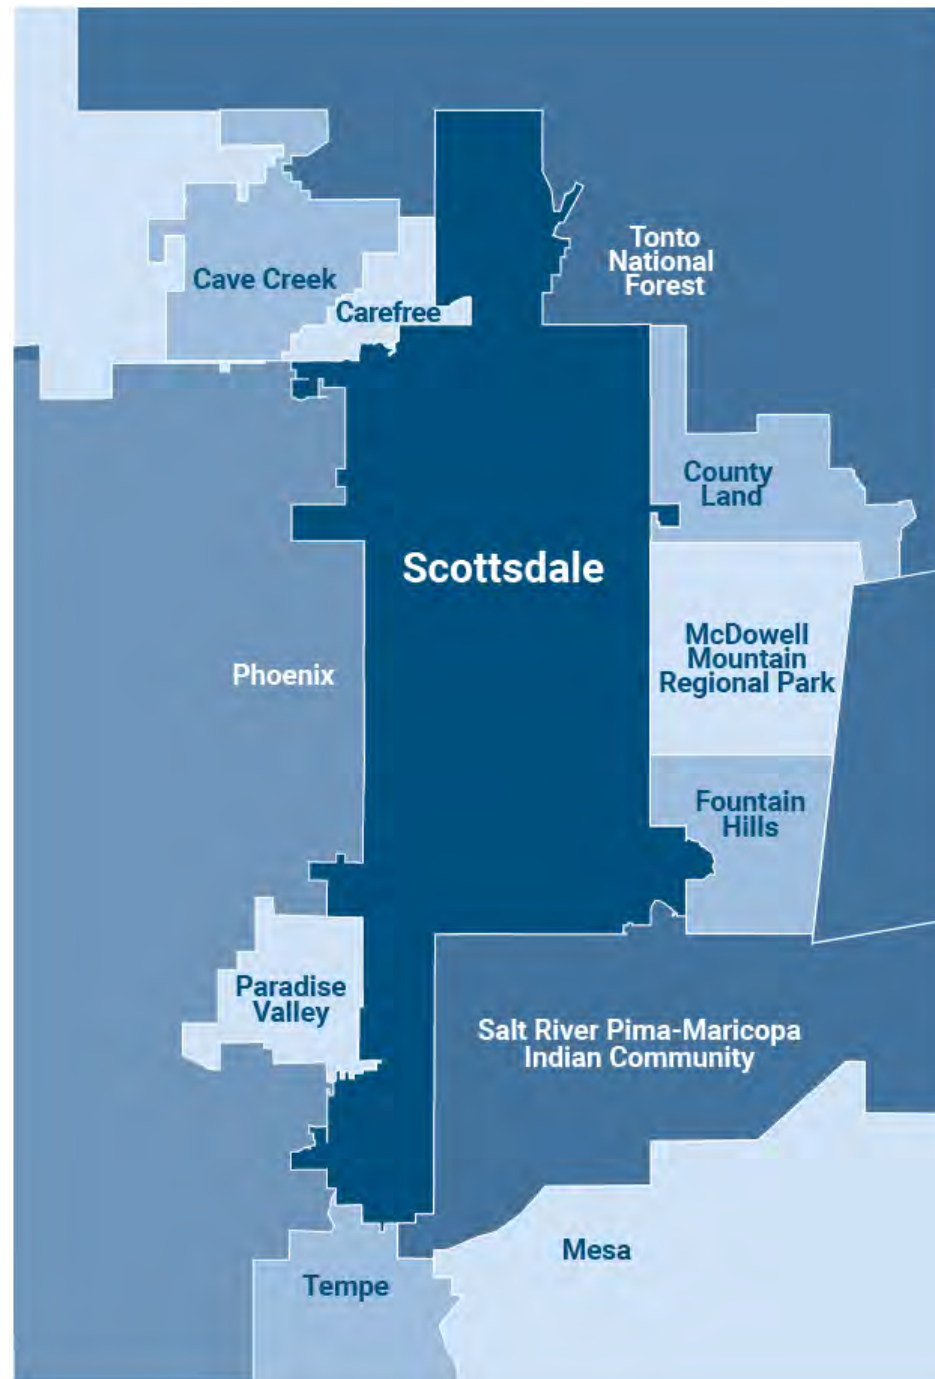 Tonto
National
Forest
Cave Creek
Carefree
County
Land
Scottsdale
McDowell
Mountain
Regional Park
Phoenix
Fountain
Hills
Paradise
Valley
Salt River Pima-Maricopa
Indian Community
Mesa
Tempe